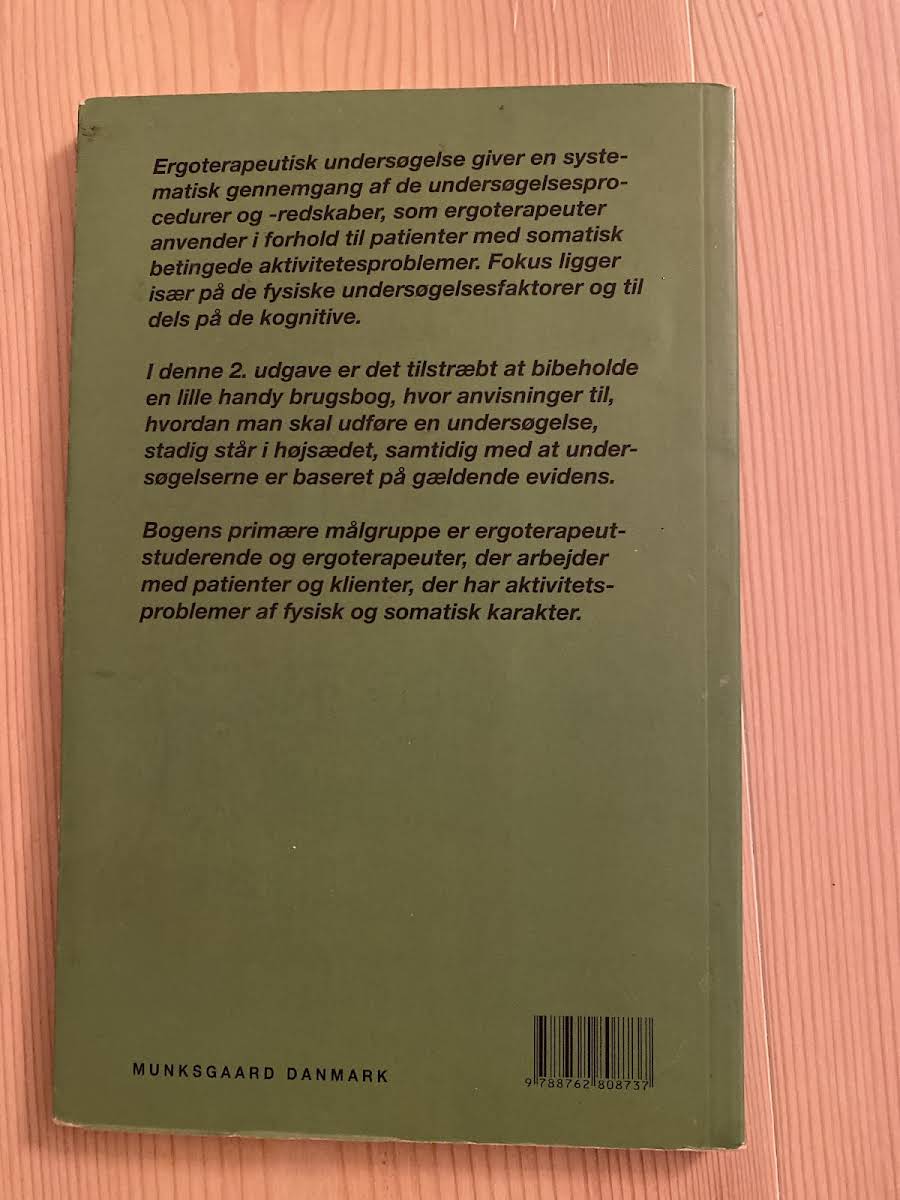 Ergoterapeutisk undersøgelse giver en syste-
matisk gennemgang af de undersøgelsespro-
cedurer og -redskaber, som ergoterapeuter
anvender i forhold til patienter med somatisk
betingede aktivitetesproblemer. Fokus ligger
især på de fysiske undersøgelsesfaktorer og til
dels på de kognitive.
I denne 2. udgave er det tilstræbt at bibeholde
en lille handy brugsbog, hvor anvisninger til,
hvordan man skal udføre en undersøgelse,
stadig står i højsædet, samtidig med at under-
søgelserne er baseret på gældende evidens.
Bogens primære målgruppe er ergoterapeut-
studerende og ergoterapeuter, der arbejder
med patienter og klienter, der har aktivitets-
problemer af fysisk og somatisk karakter.
MUNKSGAARD DANMARK
9 788762 808737